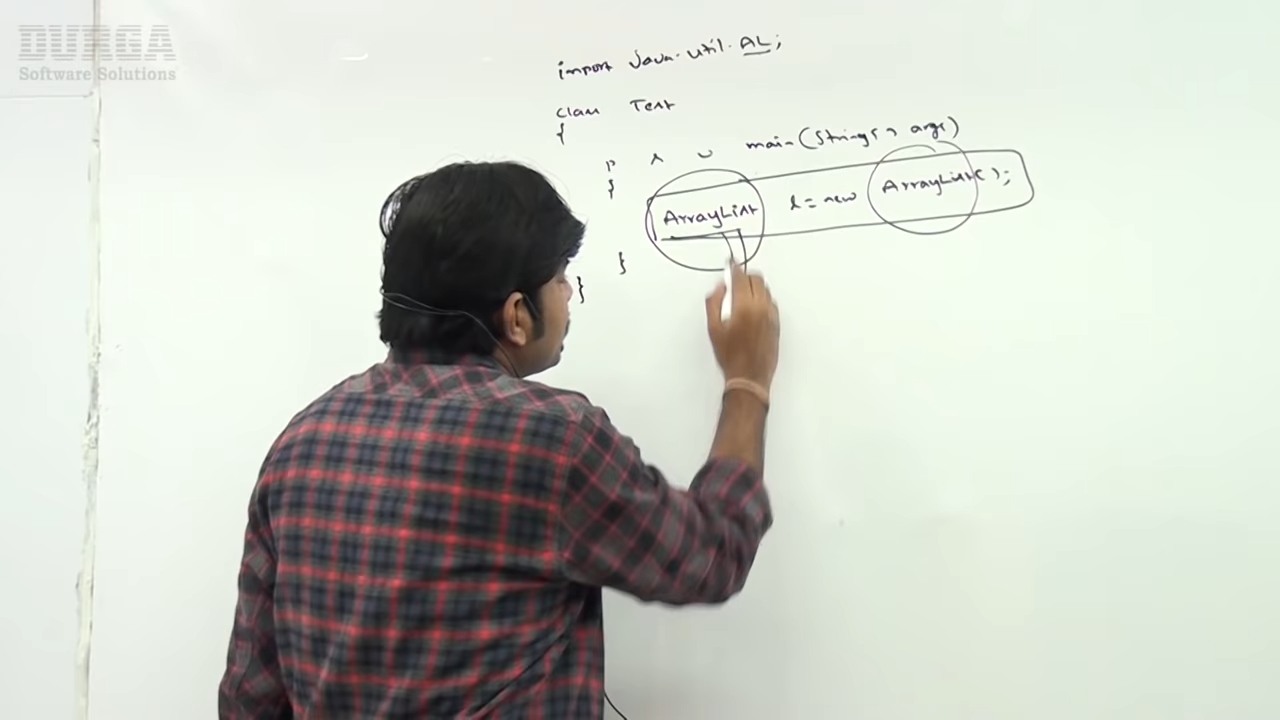 DURGA
Software Solutions
import java.util.AL;
class Test
{
p s v main(String[] args)
{
ArrayList l = new ArrayList();
}
}